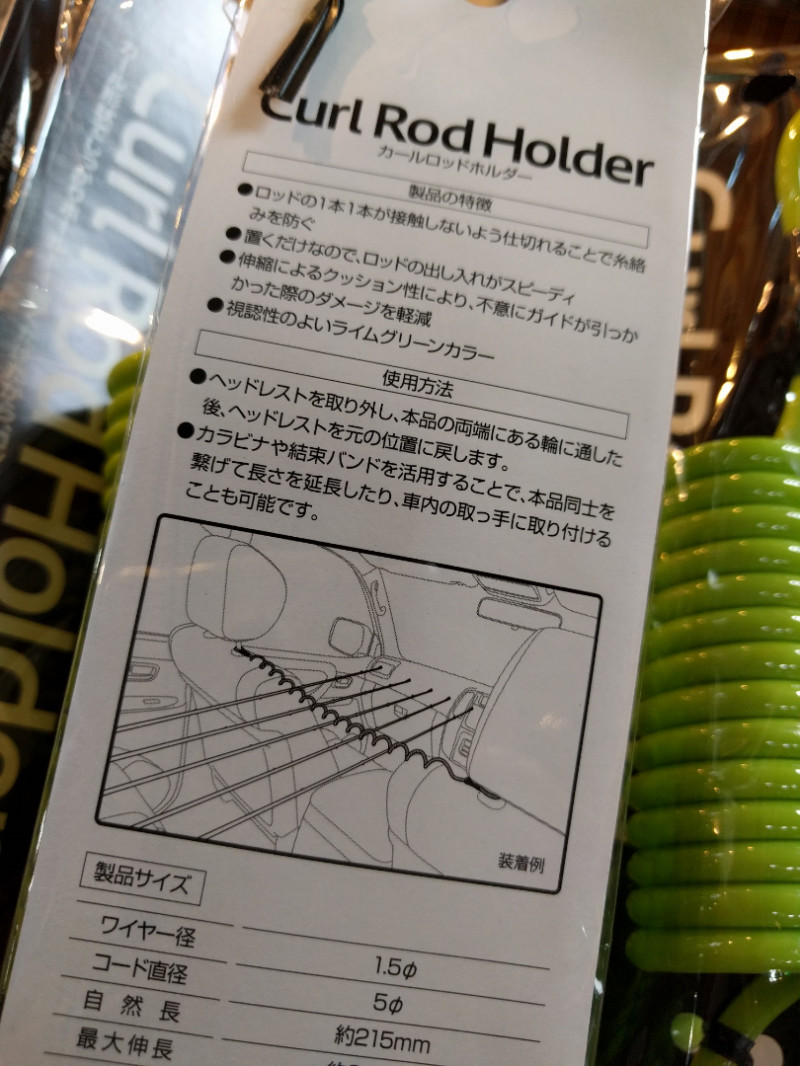 Curl Rod Holder
カールロッドホルダー
製品の特徴
●ロッドの1本1本が接触しないよう仕切れることで糸絡
みを防ぐ
●置くだけなので、ロッドの出し入れがスピーディ
●伸縮によるクッション性により、不意にガイドが引っか
かった際のダメージを軽減
●視認性のよいライムグリーンカラー
使用方法
●ヘッドレストを取り外し、本品の両端にある輪に通した
後、ヘッドレストを元の位置に戻します。
●カラビナや結束バンドを活用することで、本品同士を
繋げて長さを延長したり、車内の取っ手に取り付ける
ことも可能です。
装着例
製品サイズ
ワイヤー径 1.5φ
コード直径 5φ
自然長 約215mm
最大伸長